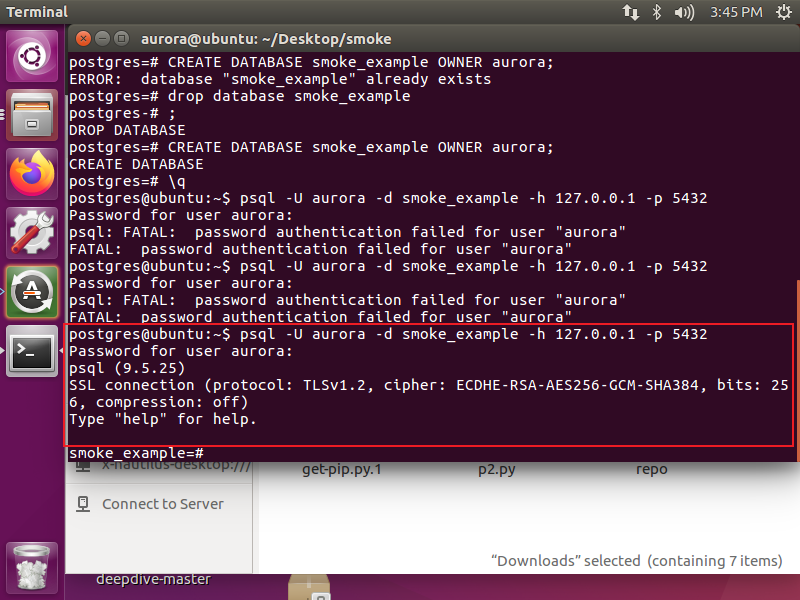 Terminal
3:45 PM
aurora@ubuntu: ~/Desktop/smoke
postgres=# CREATE DATABASE smoke_example OWNER aurora;
ERROR:  database "smoke_example" already exists
postgres=# drop database smoke_example
postgres-# ;
DROP DATABASE
postgres=# CREATE DATABASE smoke_example OWNER aurora;
CREATE DATABASE
postgres=# \q
postgres@ubuntu:~$ psql -U aurora -d smoke_example -h 127.0.0.1 -p 5432
Password for user aurora:
psql: FATAL:  password authentication failed for user "aurora"
FATAL:  password authentication failed for user "aurora"
postgres@ubuntu:~$ psql -U aurora -d smoke_example -h 127.0.0.1 -p 5432
Password for user aurora:
psql: FATAL:  password authentication failed for user "aurora"
FATAL:  password authentication failed for user "aurora"
postgres@ubuntu:~$ psql -U aurora -d smoke_example -h 127.0.0.1 -p 5432
Password for user aurora:
psql (9.5.25)
SSL connection (protocol: TLSv1.2, cipher: ECDHE-RSA-AES256-GCM-SHA384, bits: 25
6, compression: off)
Type "help" for help.
smoke_example=#
x-nautilus-desktop:///
get-pip.py.1
p2.py
repo
Connect to Server
“Downloads” selected (containing 7 items)
deepdive-master